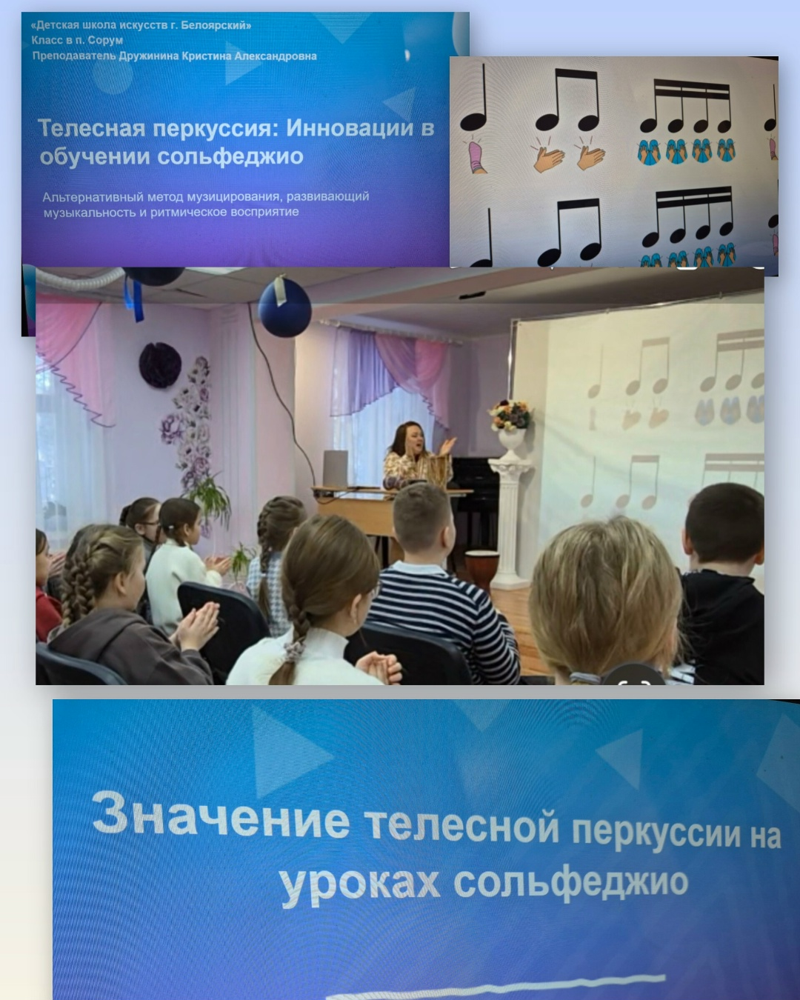 «Детская школа искусств г. Белоярский»
Класс в п. Сорум
Преподаватель Дружинина Кристина Александровна
Телесная перкуссия: Инновации в
обучении сольфеджио
Альтернативный метод музицирования, развивающий
музыкальность и ритмическое восприятие
Значение телесной перкуссии на
уроках сольфеджио